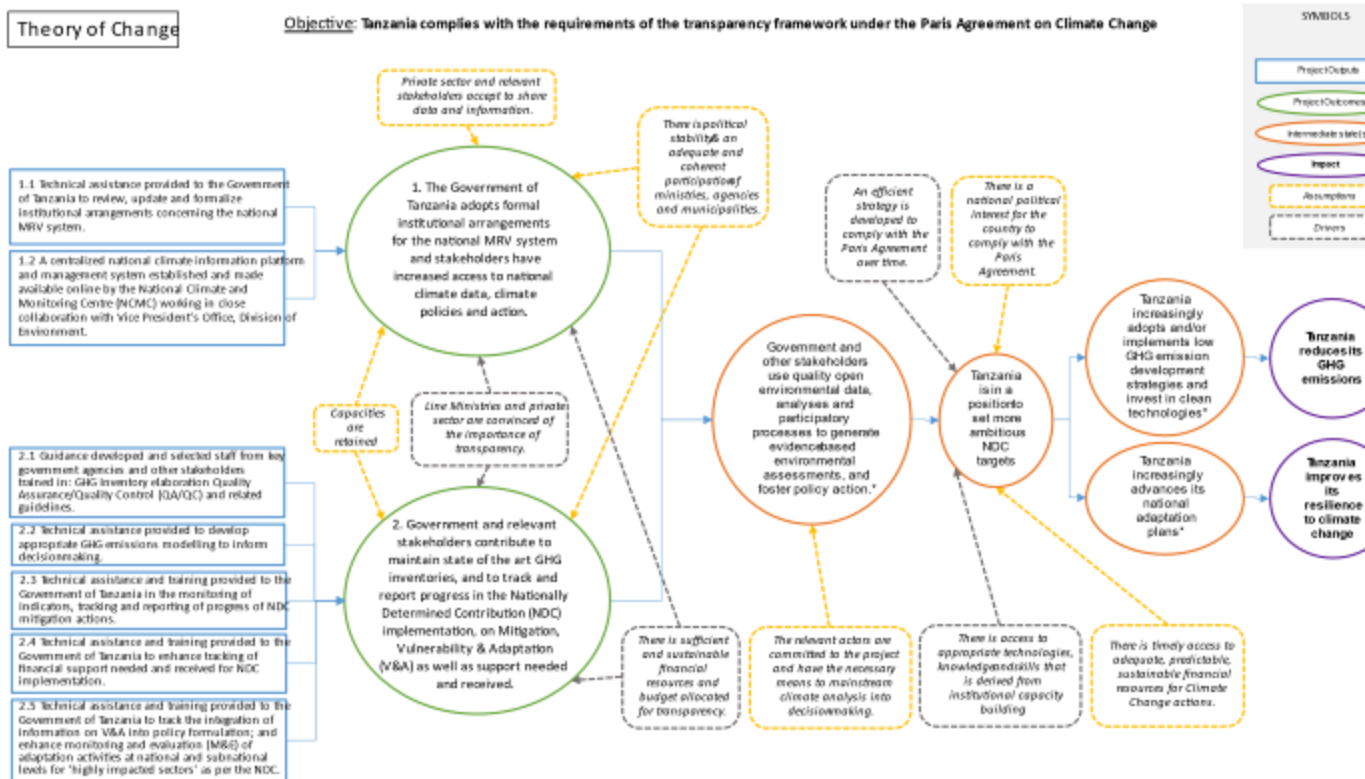 Theory of Change
Objective: Tanzania complies with the requirements of the transparency framework under the Paris Agreement on Climate Change
SYMBOLS
Project Outputs
Project Outcomes
Intermediate state(s)
Impact
Assumptions
Drivers
Private sector and relevant
stakeholders accept to share
data and information.
There is political
stability& an
adequate and
coherent
participationof
ministries, agencies
and municipalities.
An efficient
strategy is
developed to
comply with the
Paris Agreement
over time.
There is a
national political
interest for the
country to
comply with the
Paris
Agreement.
1.1 Technical assistance provided to the Government
of Tanzania to review, update and formalize
institutional arrangements concerning the national
MRV system.
1.2 A centralized national climate information platform
and management system established and made
available online by the National Climate and
Monitoring Centre (NCMC) working in close
collaboration with Vice President's Office, Division of
Environment.
1. The Government of
Tanzania adopts formal
institutional arrangements
for the national MRV system
and stakeholders have
increased access to national
climate data, climate
policies and action.
Capacities
are
retained
Line Ministries and private
sector are convinced of
the importance of
transparency.
2.1 Guidance developed and selected staff from key
government agencies and other stakeholders
trained in: GHG Inventory elaboration Quality
Assurance/Quality Control (QA/QC) and related
guidelines.
2.2 Technical assistance provided to develop
appropriate GHG emissions modelling to inform
decisionmaking.
2.3 Technical assistance and training provided to the
Government of Tanzania in the monitoring of
indicators, tracking and reporting of progress of NDC
mitigation actions.
2.4 Technical assistance and training provided to the
Government of Tanzania to enhance tracking of
financial support needed and received for NDC
implementation.
2.5 Technical assistance and training provided to the
Government of Tanzania to track the integration of
information on V&A into policy formulation; and
enhance monitoring and evaluation (M&E) of
adaptation activities at national and subnational
levels for 'highly impacted sectors' as per the NDC.
2. Government and relevant
stakeholders contribute to
maintain state of the art GHG
inventories, and to track and
report progress in the Nationally
Determined Contribution (NDC)
implementation, on Mitigation,
Vulnerability & Adaptation
(V&A) as well as support needed
and received.
Government and
other stakeholders
use quality open
environmental data,
analyses and
participatory
processes to generate
evidencebased
environmental
assessments, and
foster policy action.*
Tanzania
is in a
positionto
set more
ambitious
NDC
targets
Tanzania
increasingly
adopts and/or
implements low
GHG emission
development
strategies and
invest in clean
technologies*
Tanzania
increasingly
advances its
national
adaptation
plans*
Tanzania
reduces its
GHG
emissions
Tanzania
improves
its
resilience
to climate
change
There is sufficient
and sustainable
financial
resources and
budget allocated
for transparency.
The relevant actors are
committed to the project
and have the necessary
means to mainstream
climate analysis into
decisionmaking.
There is access to
appropriate technologies,
knowledgeandskills that
is derived from
institutional capacity
building
There is timely access to
adequate, predictable,
sustainable financial
resources for Climate
Change actions.